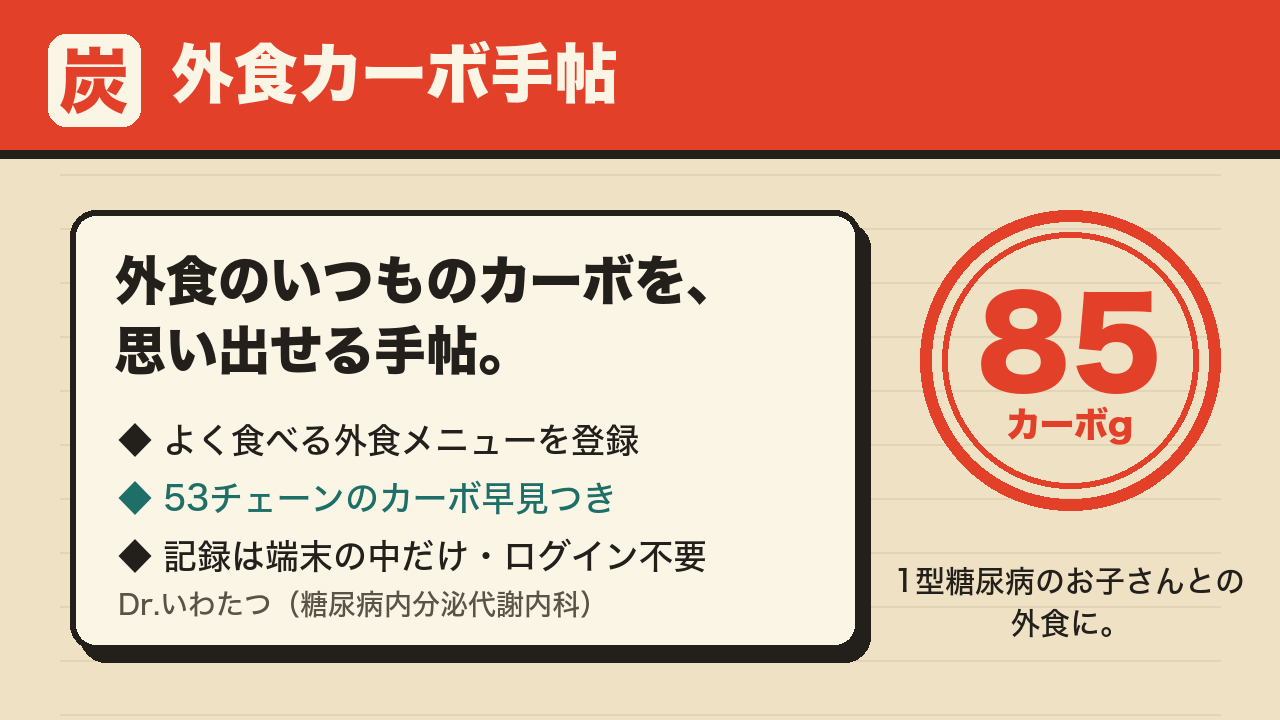 炭 外食カーボ手帖
外食のいつものカーボを、
思い出せる手帖。
◆ よく食べる外食メニューを登録
◆ 53チェーンのカーボ早見つき
◆ 記録は端末の中だけ・ログイン不要
Dr.いわたつ（糖尿病内分泌代謝内科）
85
カーボg
1型糖尿病のお子さんとの
外食に。